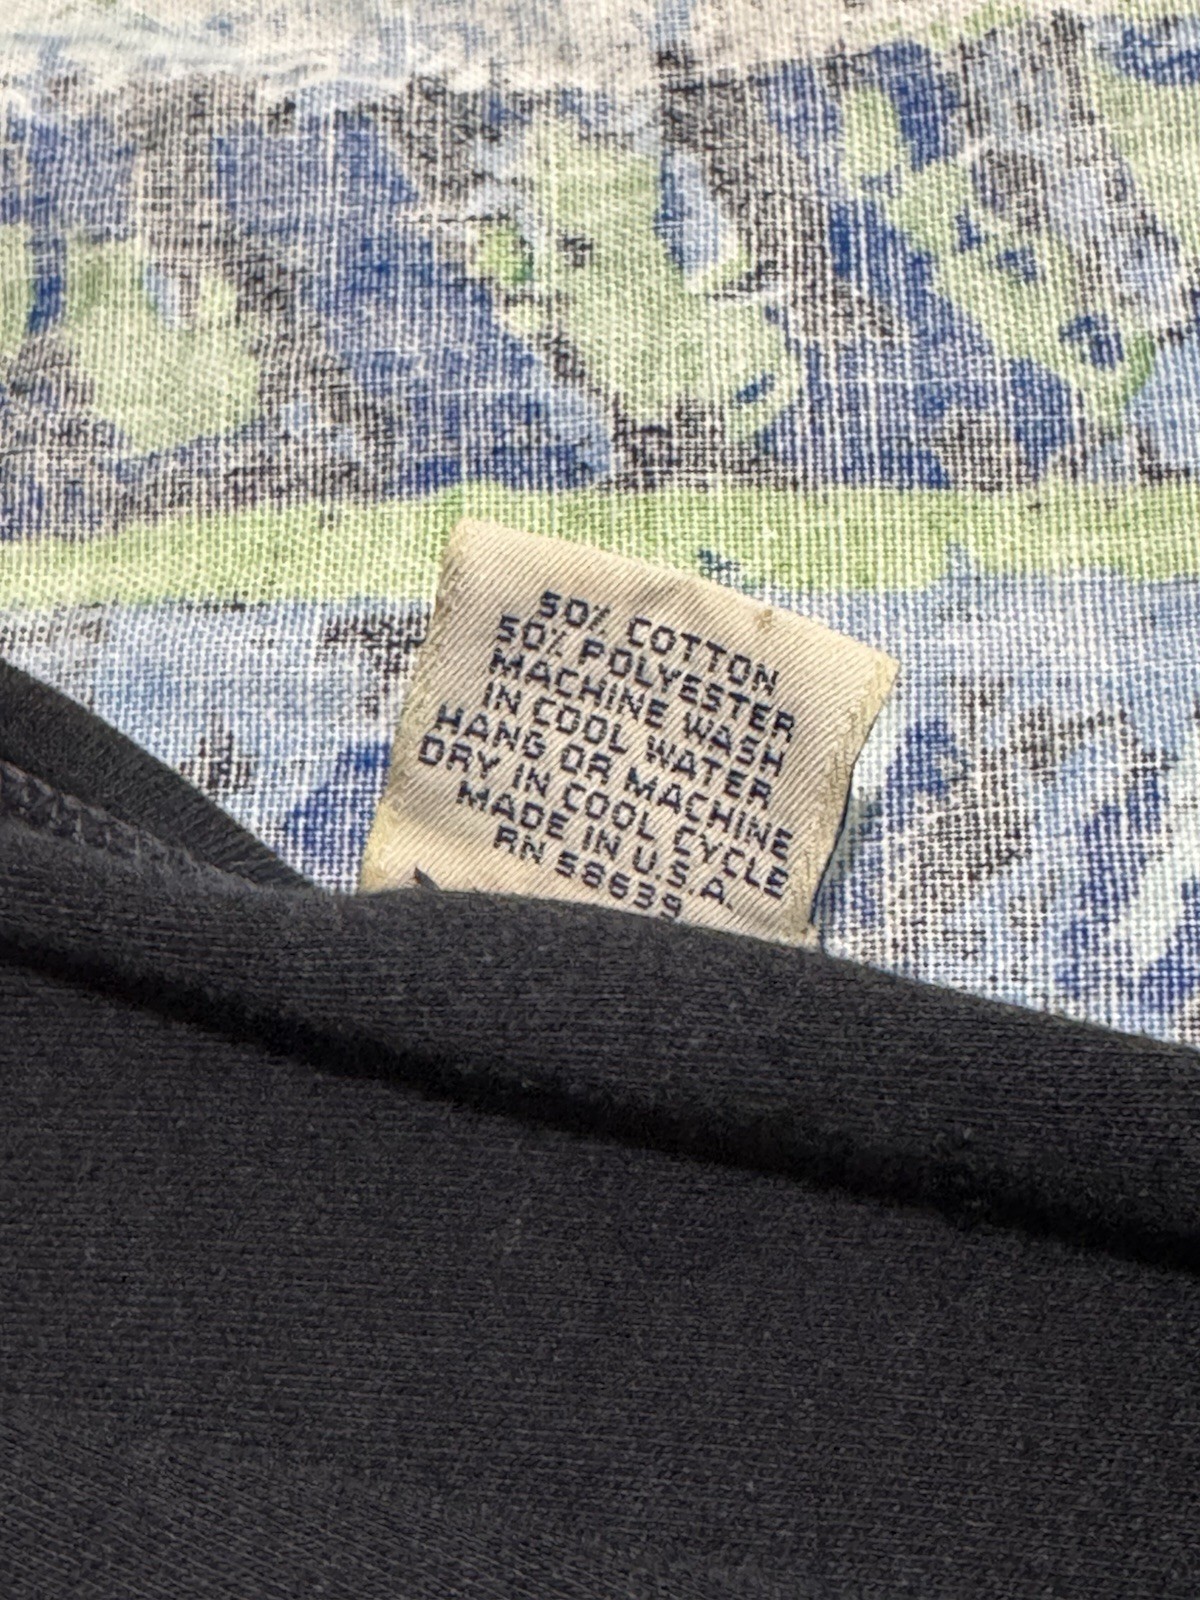 50% COTTON
50% POLYESTER
MACHINE WASH
IN COOL WATER
HANG OR MACHINE
DRY IN COOL CYCLE
MADE IN U.S.A.
RN 58639